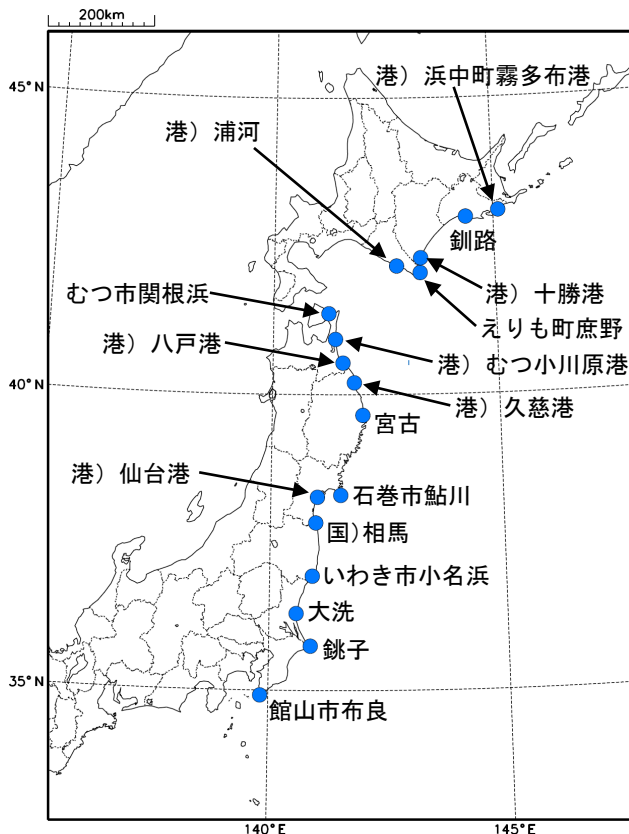 200km
45°N
港）浜中町霧多布港
港）浦河
釧路
港）十勝港
むつ市関根浜
えりも町庶野
港）八戸港
港）むつ小川原港
40°N
港）久慈港
宮古
港）仙台港
石巻市鮎川
国)相馬
いわき市小名浜
大洗
銚子
35°N
館山市布良
140°E
145°E